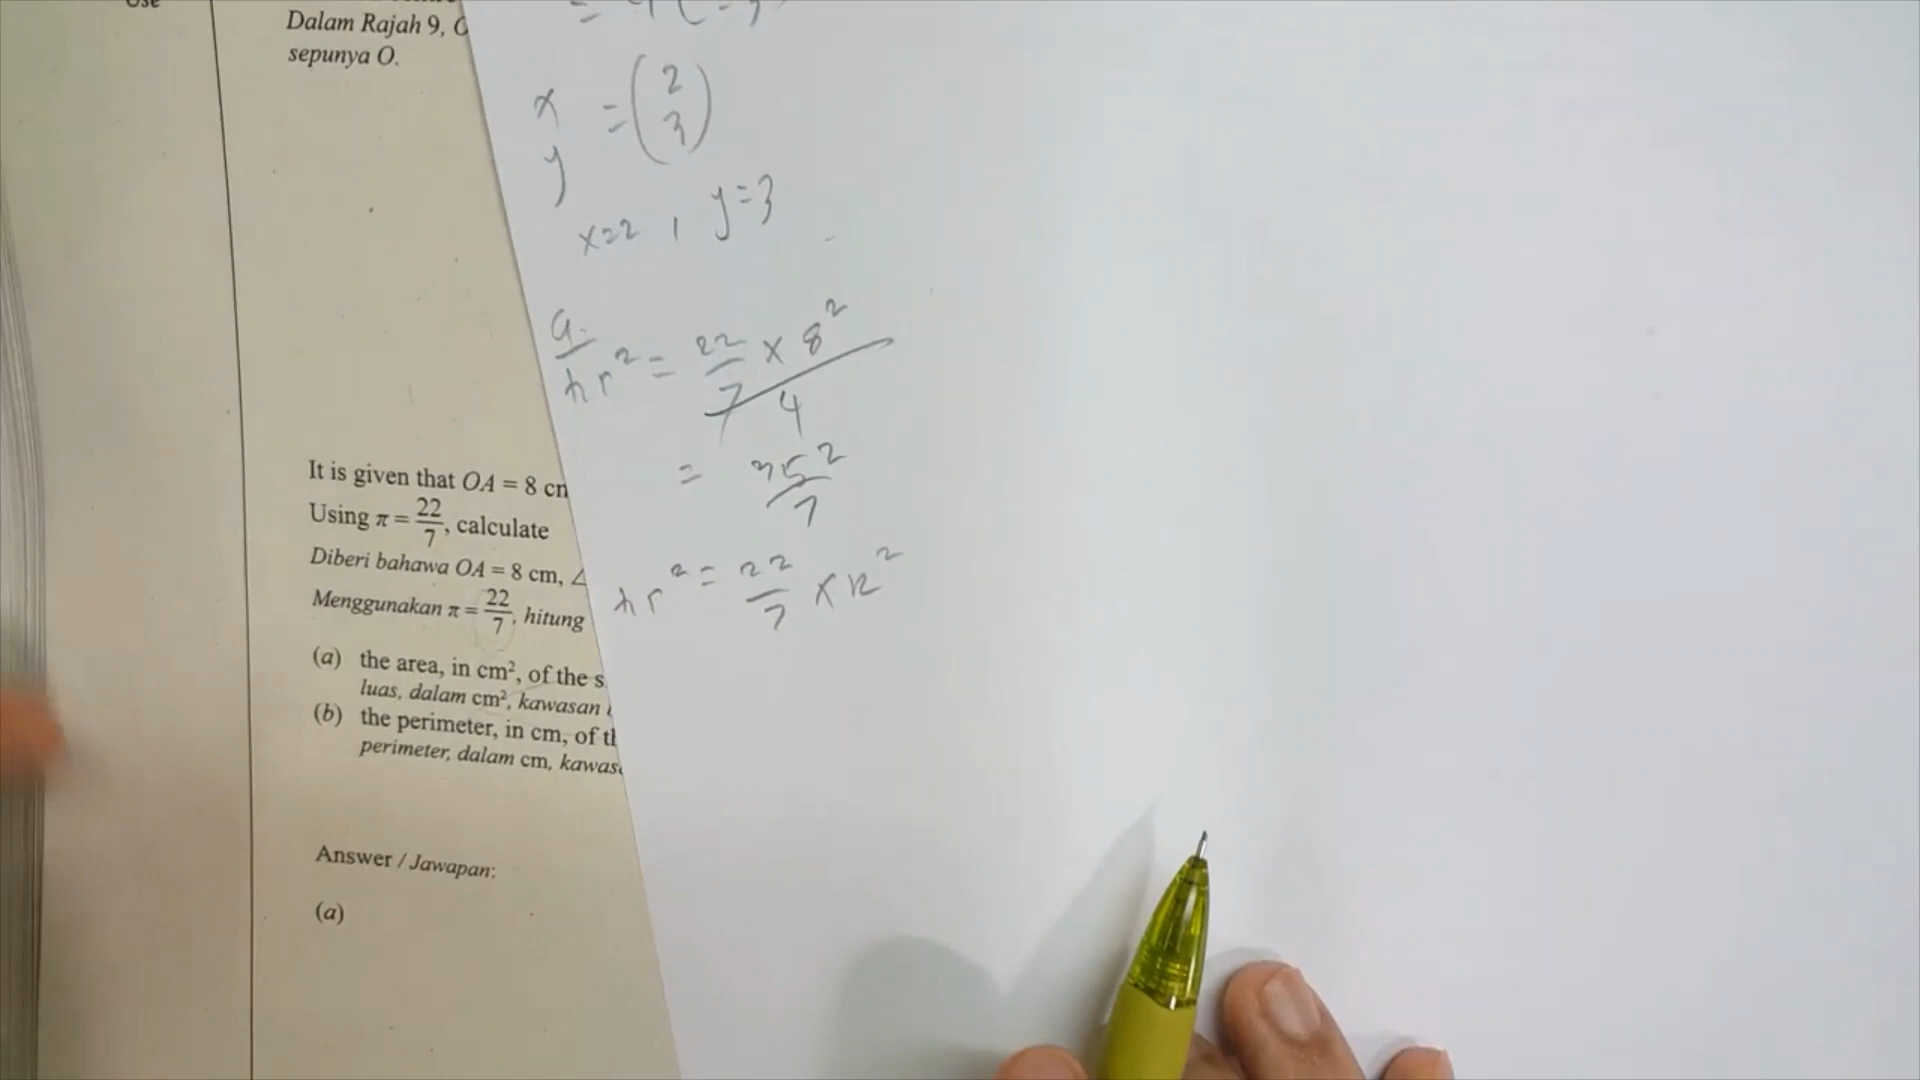 Use
Dalam Rajah 9, O
sepunya O.
It is given that OA = 8 cm
Using π = 22/7, calculate
Diberi bahawa OA = 8 cm, ∠
Menggunakan π = 22/7, hitung
(a) the area, in cm², of the s
luas, dalam cm², kawasan
(b) the perimeter, in cm, of th
perimeter, dalam cm, kawasa
Answer / Jawapan:
(a)
x
y = (2
3)
x=2 , y=3
a.
πr² = 22/7 × 8²
4
= 352/7
πr² = 22/7 × 12²